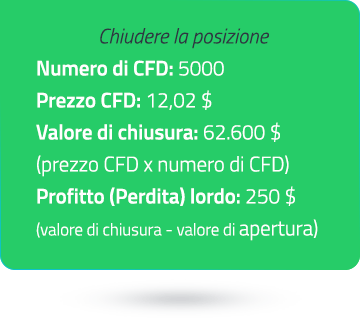 Chiudere la posizione
Numero di CFD: 5000
Prezzo CFD: 12,02 $
Valore di chiusura: 62.600 $
(prezzo CFD x numero di CFD)
Profitto (Perdita) lordo: 250 $
(valore di chiusura - valore di apertura)